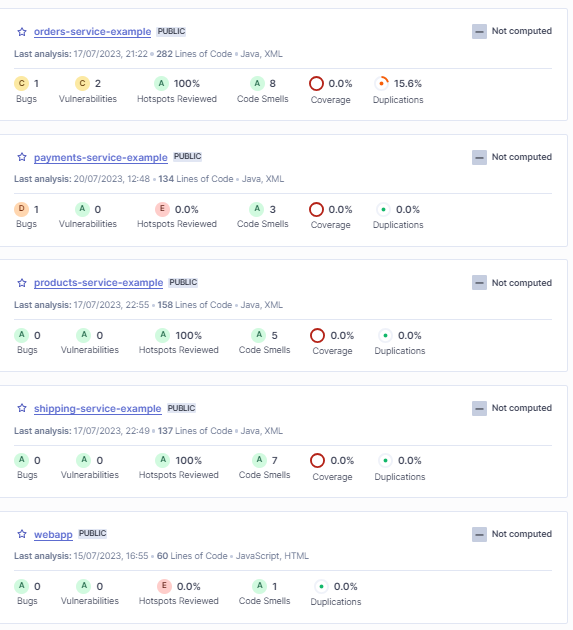 orders-service-example PUBLIC Not computed
Last analysis: 17/07/2023, 21:22 • 282 Lines of Code • Java, XML
C 1 C 2 A 100% A 8 0.0% 15.6%
Bugs Vulnerabilities Hotspots Reviewed Code Smells Coverage Duplications
payments-service-example PUBLIC Not computed
Last analysis: 20/07/2023, 12:48 • 134 Lines of Code • Java, XML
D 1 A 0 E 0.0% A 3 0.0% 0.0%
Bugs Vulnerabilities Hotspots Reviewed Code Smells Coverage Duplications
products-service-example PUBLIC Not computed
Last analysis: 17/07/2023, 22:55 • 158 Lines of Code • Java, XML
A 0 A 0 A 100% A 5 0.0% 0.0%
Bugs Vulnerabilities Hotspots Reviewed Code Smells Coverage Duplications
shipping-service-example PUBLIC Not computed
Last analysis: 17/07/2023, 22:49 • 137 Lines of Code • Java, XML
A 0 A 0 A 100% A 7 0.0% 0.0%
Bugs Vulnerabilities Hotspots Reviewed Code Smells Coverage Duplications
webapp PUBLIC Not computed
Last analysis: 15/07/2023, 16:55 • 60 Lines of Code • JavaScript, HTML
A 0 A 0 E 0.0% A 1 0.0%
Bugs Vulnerabilities Hotspots Reviewed Code Smells Duplications